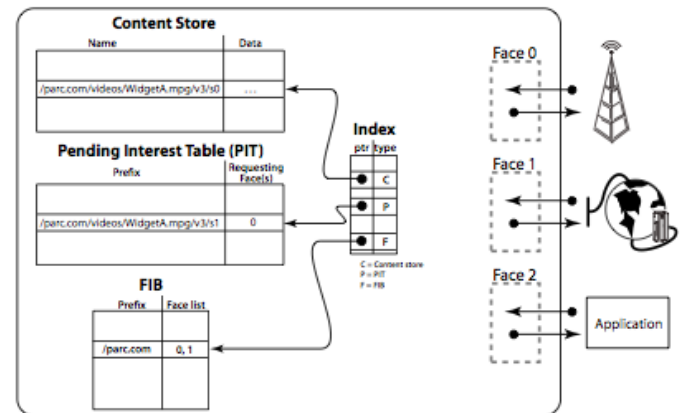 Content Store
Name Data
/parc.com/videos/WidgetA.mpg/v3/s0 ...
Pending Interest Table (PIT)
Prefix Requesting
Face(s)
/parc.com/videos/WidgetA.mpg/v3/s1 0
FIB
Prefix Face list
/parc.com 0, 1
Index
ptr type
C
P
F
C = Content store
P = PIT
F = FIB
Face 0
Face 1
Face 2
Application